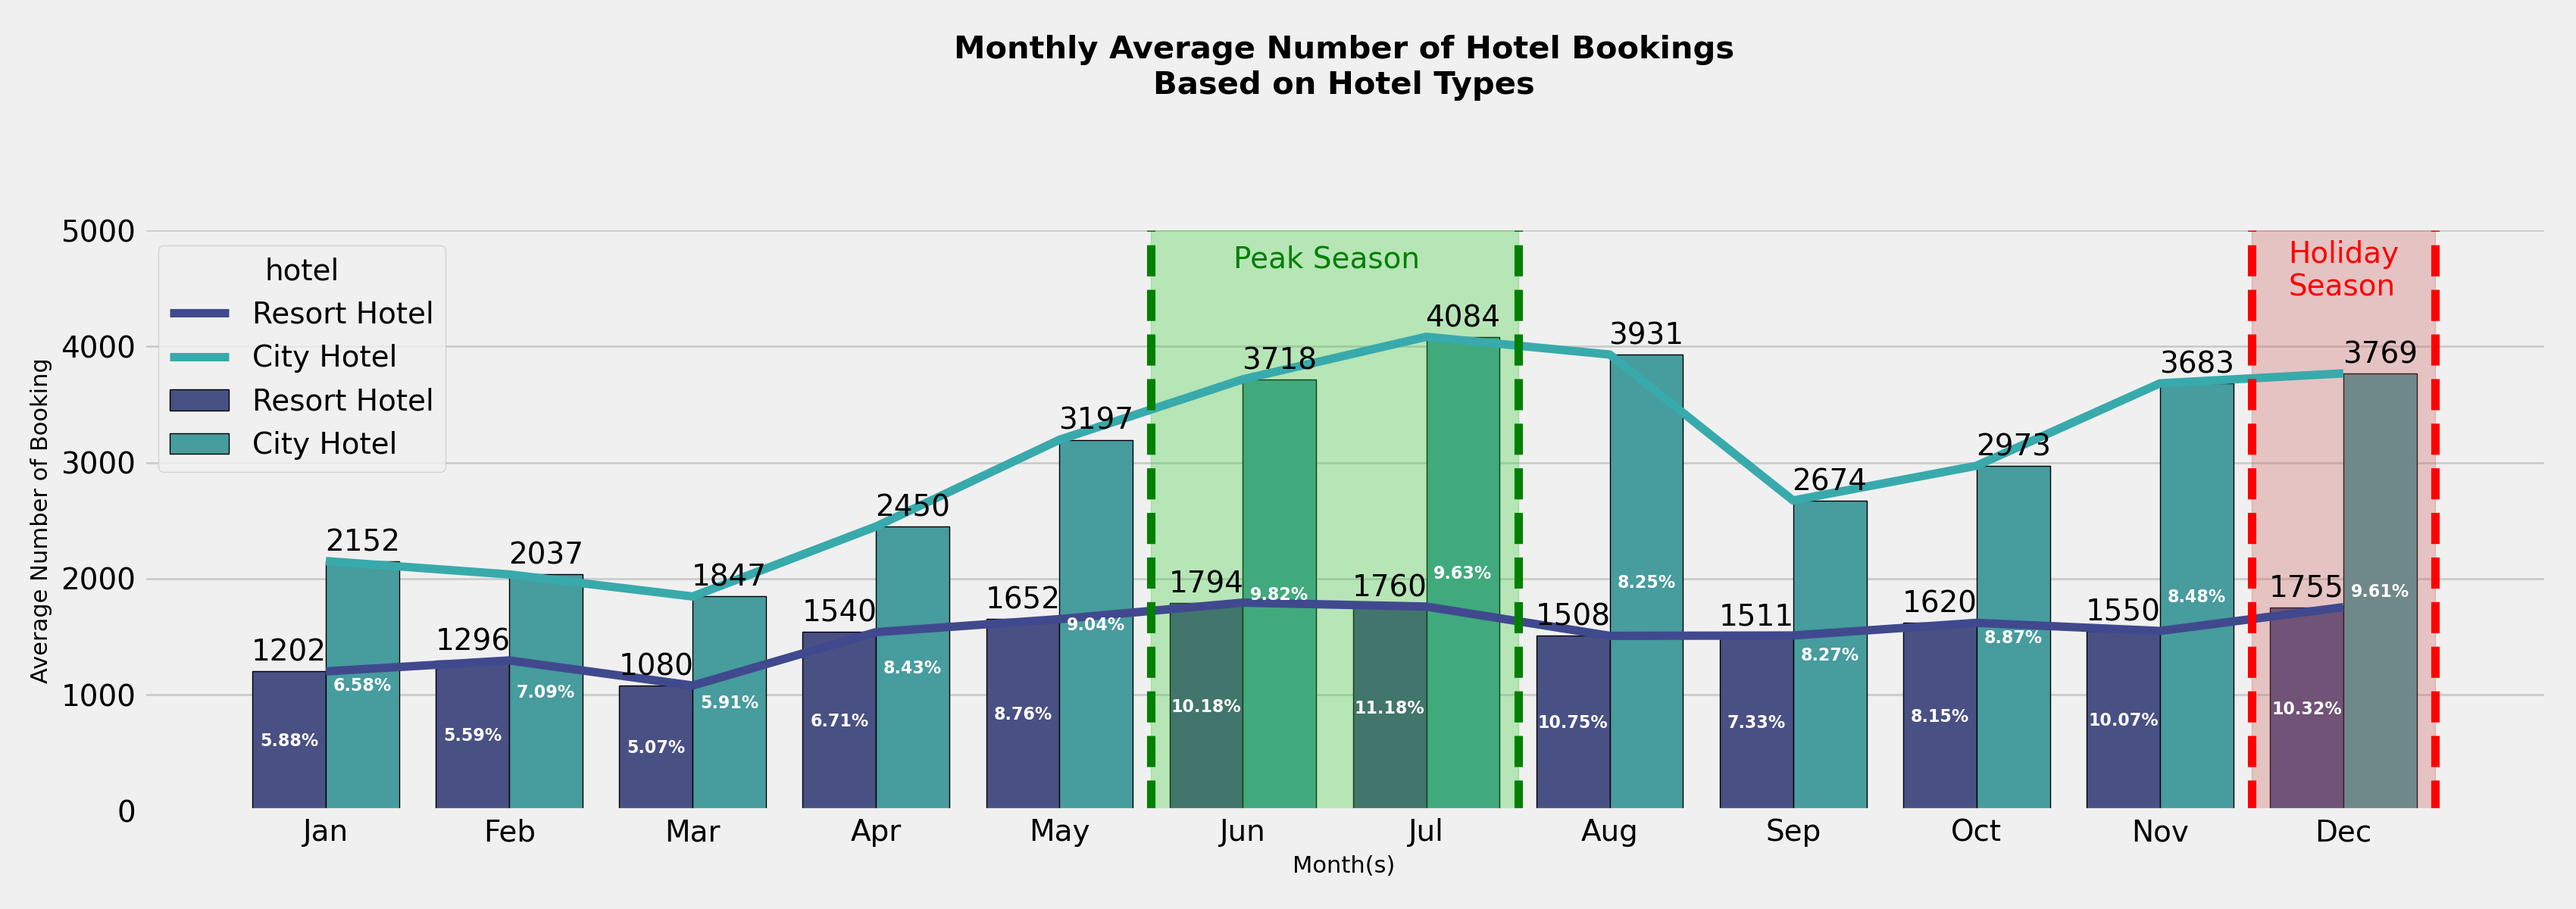 Monthly Average Number of Hotel Bookings
Based on Hotel Types
Average Number of Booking
5000
4000
3000
2000
1000
0
hotel
Resort Hotel
City Hotel
Resort Hotel
City Hotel
Peak Season
Holiday
Season
1202
2152
1296
2037
1080
1847
1540
2450
1652
3197
1794
3718
1760
4084
1508
3931
1511
2674
1620
2973
1550
3683
1755
3769
5.88%
6.58%
5.59%
7.09%
5.07%
5.91%
6.71%
8.43%
8.76%
9.04%
10.18%
9.82%
11.18%
9.63%
10.75%
8.25%
7.33%
8.27%
8.15%
8.87%
10.07%
8.48%
10.32%
9.61%
Jan
Feb
Mar
Apr
May
Jun
Jul
Aug
Sep
Oct
Nov
Dec
Month(s)